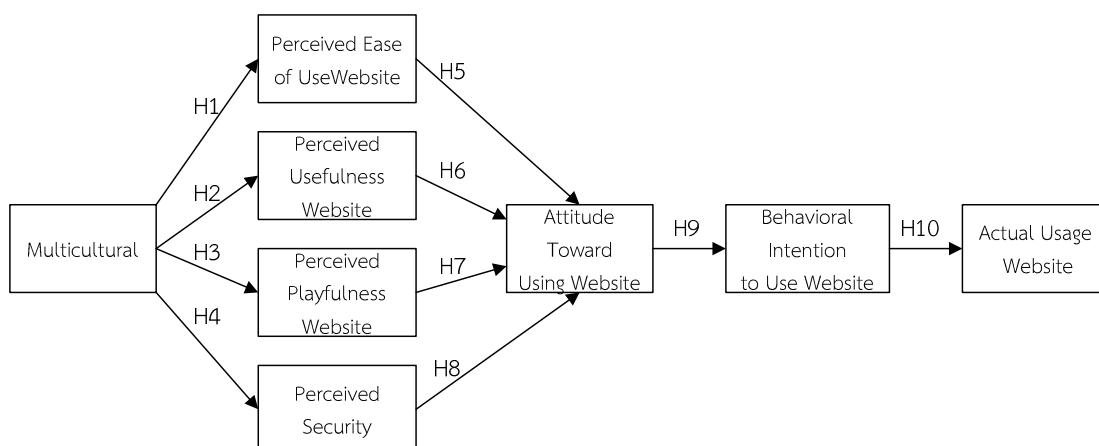 Perceived Ease
of UseWebsite
H5
H1
Perceived
Usefulness
Website
H6
H2
Multicultural
H3
Perceived
Playfulness
Website
H7
H4
Perceived
Security
H8
Attitude
Toward
Using Website
H9
Behavioral
Intention
to Use Website
H10
Actual Usage
Website